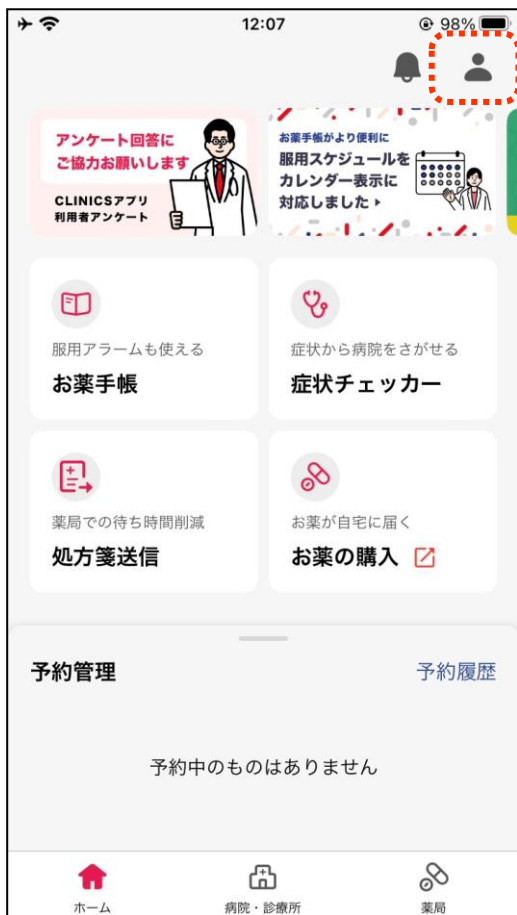 12:07
98%
アンケート回答に
ご協力お願いします
CLINICSアプリ
利用者アンケート
お薬手帳がより便利に
服用スケジュールを
カレンダー表示に
対応しました
服用アラームも使える
お薬手帳
症状から病院をさがせる
症状チェッカー
薬局での待ち時間削減
処方箋送信
お薬が自宅に届く
お薬の購入
予約管理
予約履歴
予約中のものはありません
ホーム
病院・診療所
薬局